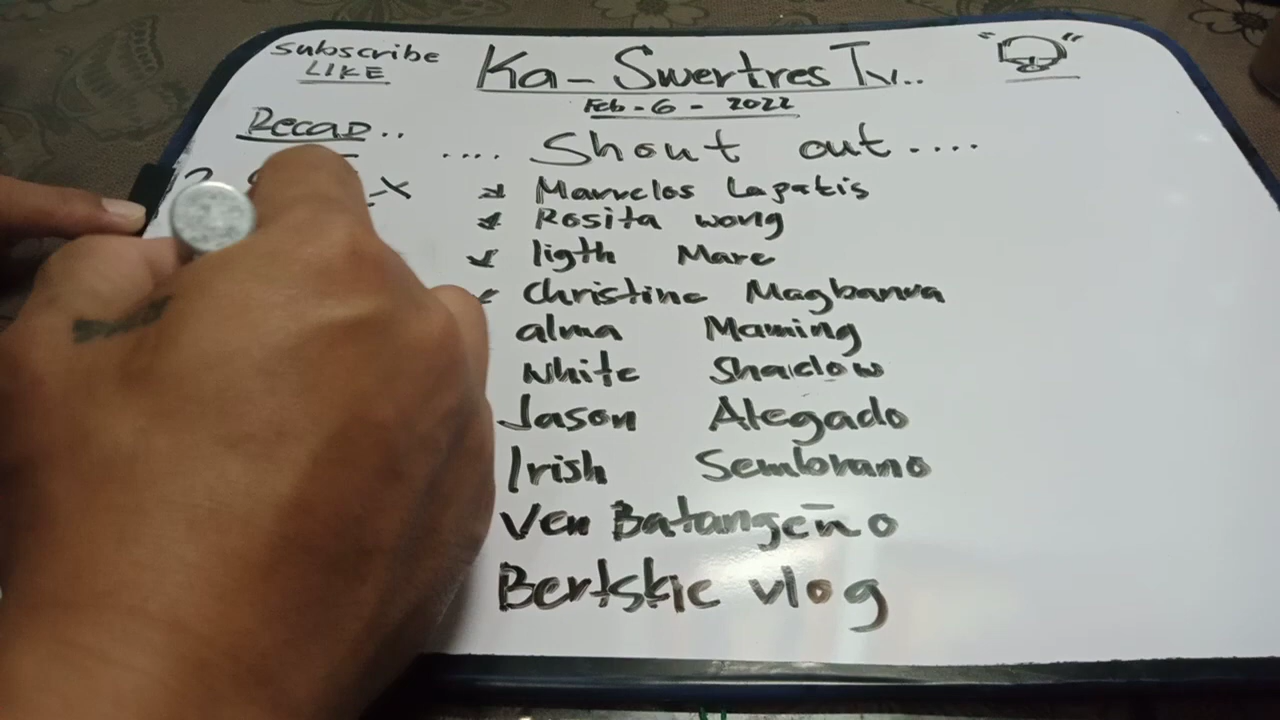 Subscribe
LIKE
Ka-Swertres Tv..
Feb-6-2022
Recap..
.... Shout out....
Marvelos Lapatis
Rosita wong
ligth Marc
Christine Magbanua
alma Maming
White Shadow
Jason Alegado
Irish Sembrano
Ven Batangeño
Bertskie vlog